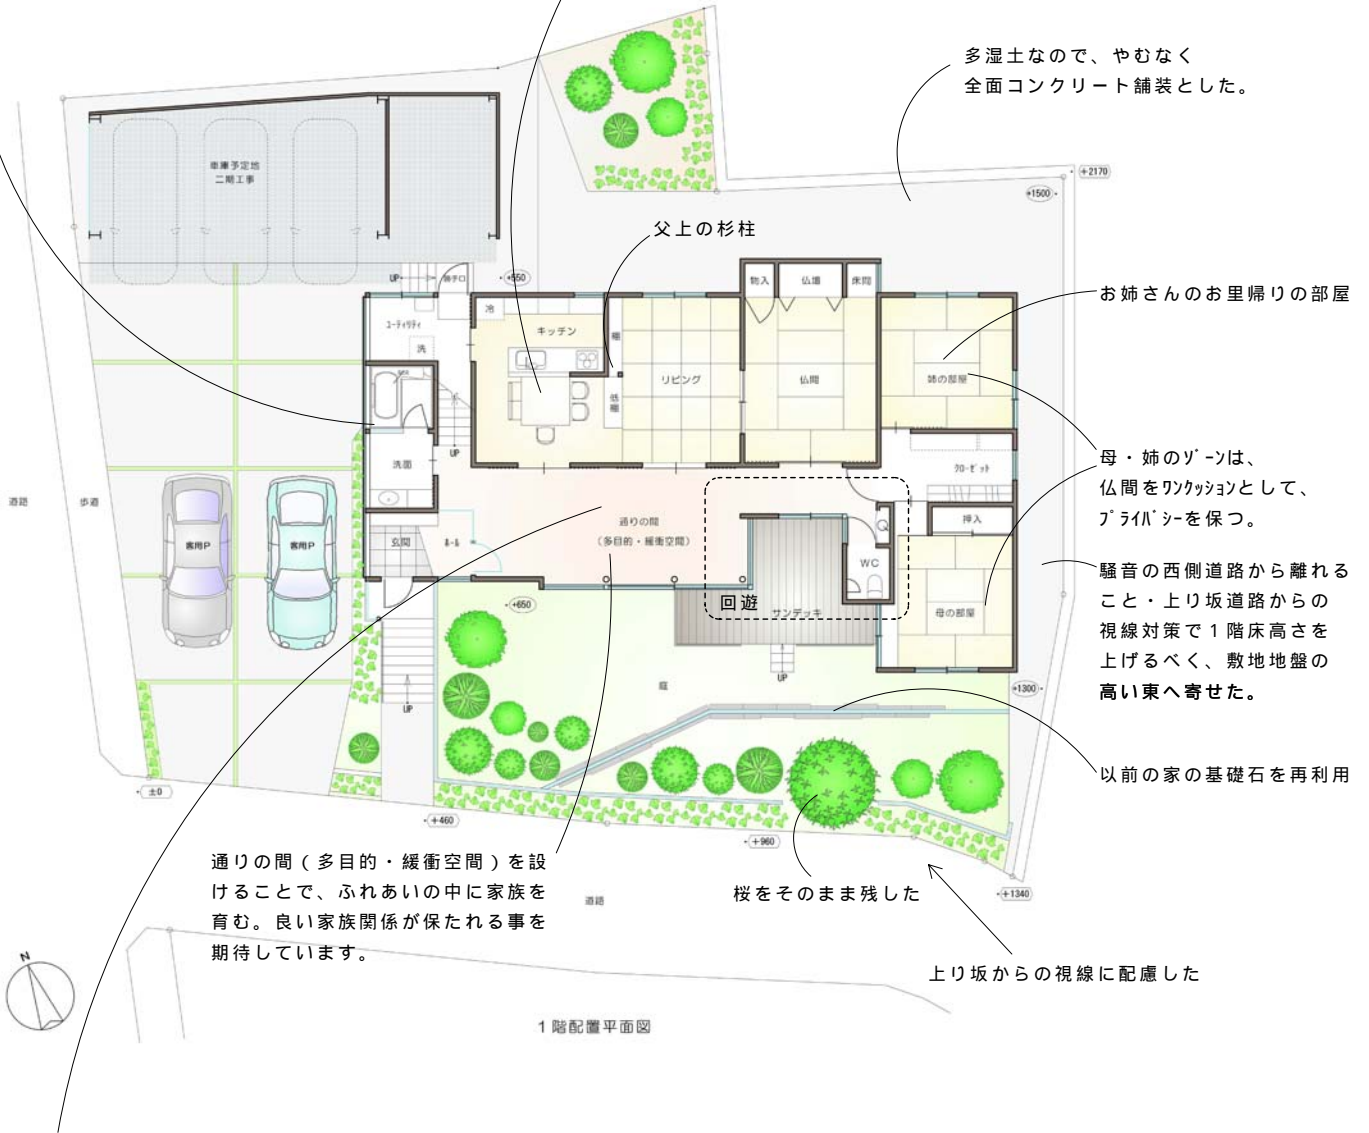 多湿土なので、やむなく
全面コンクリート舗装とした。
+2170
+1500
車庫予定地
二期工事
父上の杉柱
UP
勝手口
+550
物入
仏壇
床間
お姉さんのお里帰りの部屋
ユーティリティ
洗
冷
キッチン
棚
リビング
仏間
姉の部屋
低棚
UP
洗面
クローゼット
母・姉のゾーンは、
仏間をワンクッションとして、
プライバシーを保つ。
道路
歩道
客用P
客用P
玄関
ホール
通りの間
(多目的・緩衝空間)
押入
WC
騒音の西側道路から離れる
こと・上り坂道路からの
視線対策で1階床高さを
上げるべく、敷地地盤の
高い東へ寄せた。
+650
回遊
サンデッキ
母の部屋
UP
庭
+1300
UP
以前の家の基礎石を再利用
±0
+460
+960
+1340
通りの間(多目的・緩衝空間)を設
けることで、ふれあいの中に家族を
育む。良い家族関係が保たれる事を
期待しています。
道路
桜をそのまま残した
上り坂からの視線に配慮した
N
1階配置平面図